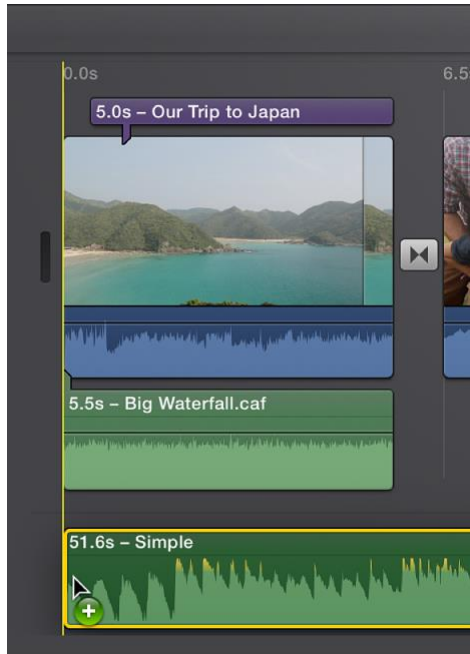 0.0s
6.5
5.0s – Our Trip to Japan
5.5s – Big Waterfall.caf
51.6s – Simple